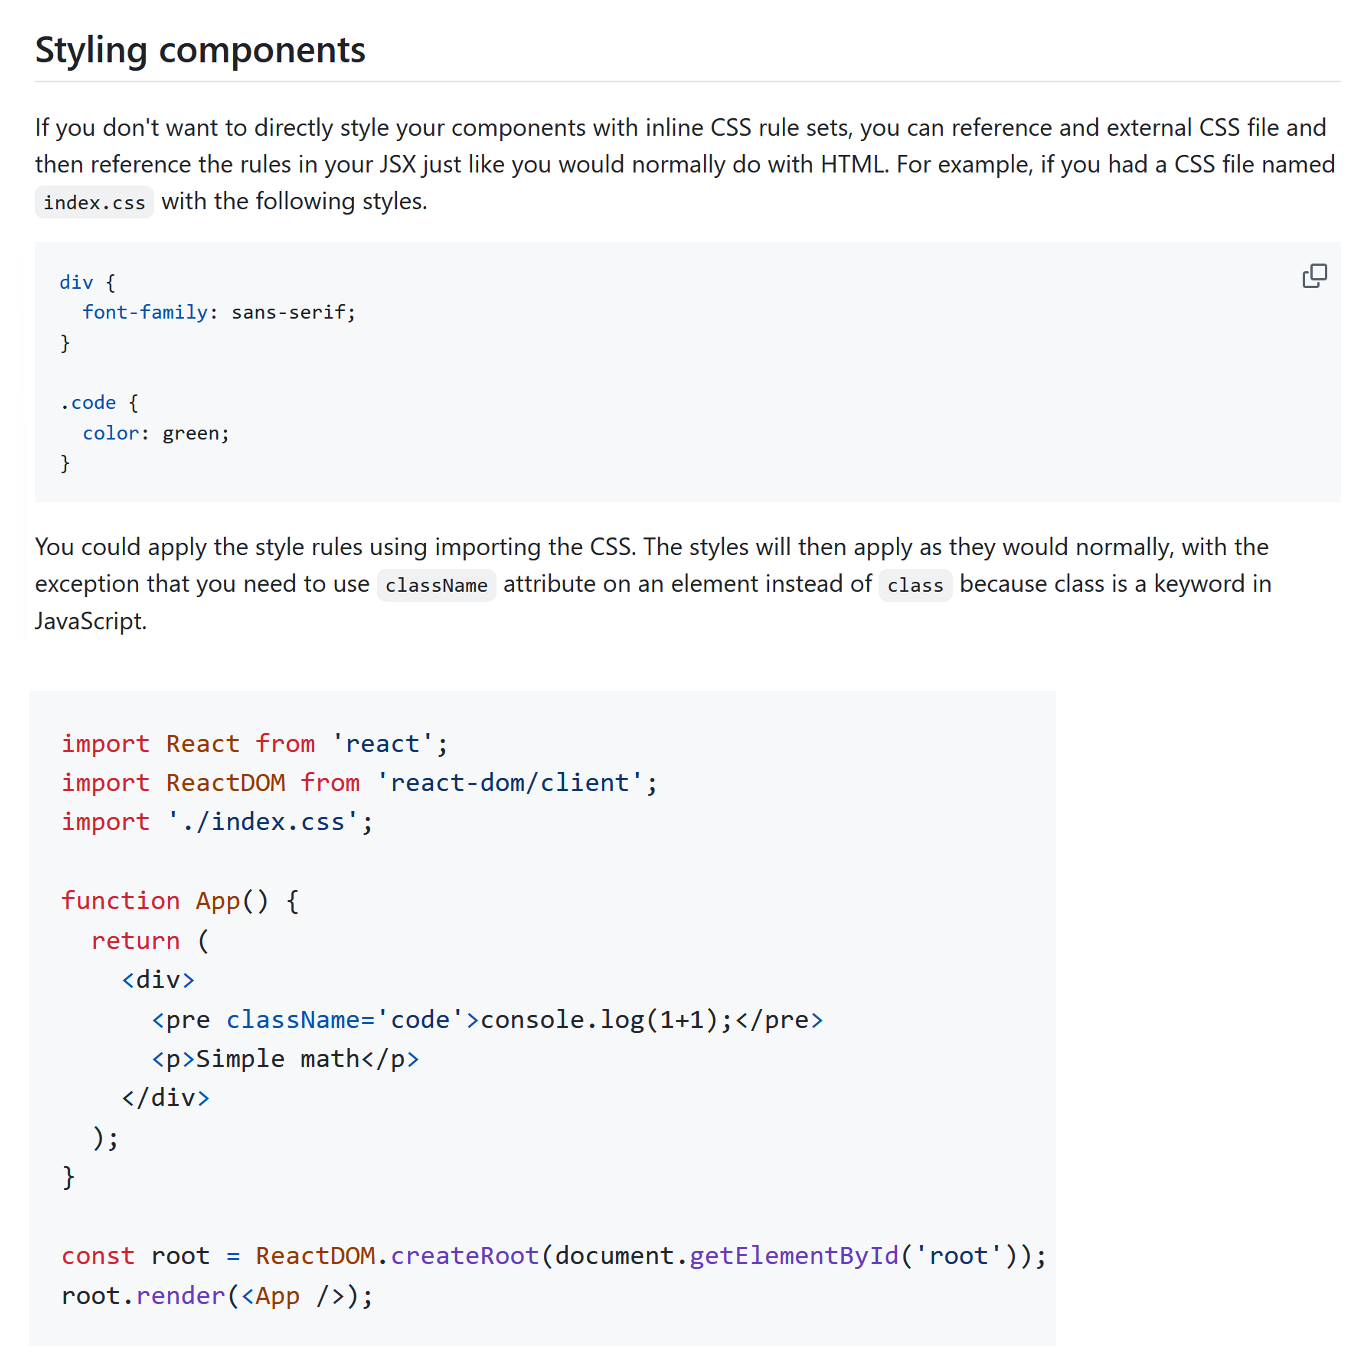 Styling components
If you don't want to directly style your components with inline CSS rule sets, you can reference and external CSS file and
then reference the rules in your JSX just like you would normally do with HTML. For example, if you had a CSS file named
index.css with the following styles.
div {
  font-family: sans-serif;
}

.code {
  color: green;
}
You could apply the style rules using importing the CSS. The styles will then apply as they would normally, with the
exception that you need to use className attribute on an element instead of class because class is a keyword in
JavaScript.
import React from 'react';
import ReactDOM from 'react-dom/client';
import './index.css';

function App() {
  return (
    <div>
      <pre className='code'>console.log(1+1);</pre>
      <p>Simple math</p>
    </div>
  );
}

const root = ReactDOM.createRoot(document.getElementById('root'));
root.render(<App />);